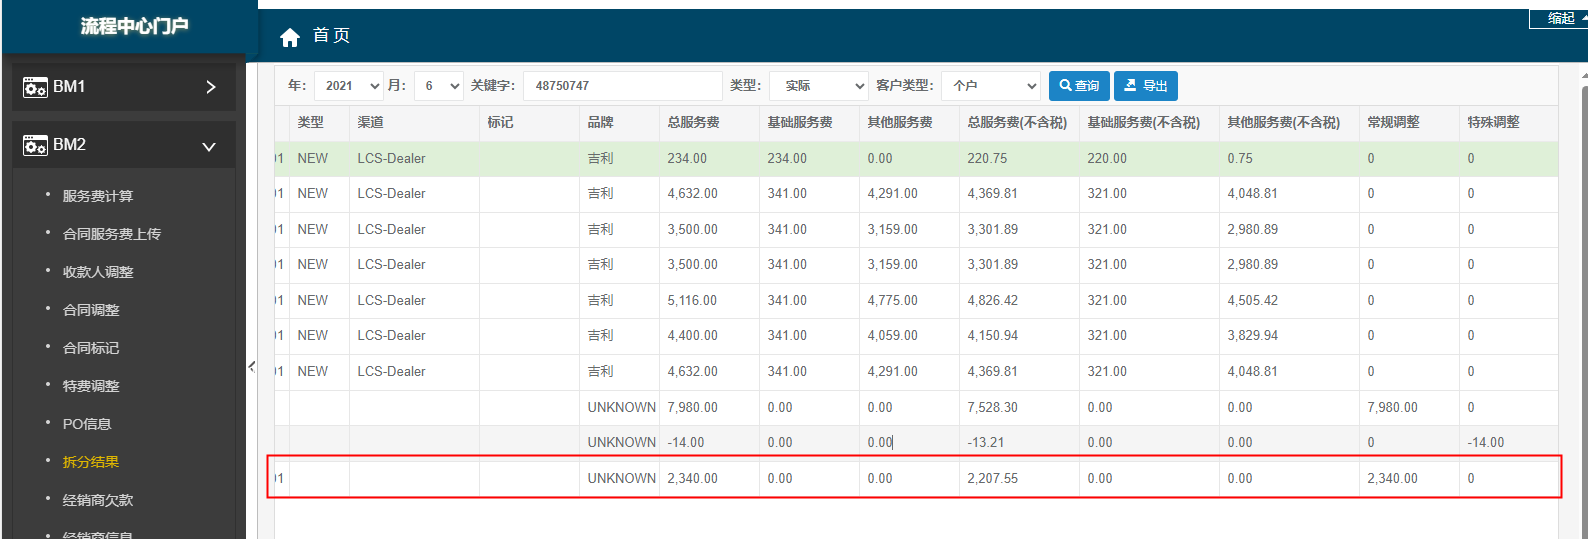 流程中心门户
首 页
缩起
BM1
BM2
服务费计算
合同服务费上传
收款人调整
合同调整
合同标记
特费调整
PO信息
拆分结果
经销商欠款
经销商信息
年: 2021 月: 6 关键字: 48750747 类型: 实际 客户类型: 个户 查询 导出
类型 渠道 标记 品牌 总服务费 基础服务费 其他服务费 总服务费(不含税) 基础服务费(不含税) 其他服务费(不含税) 常规调整 特殊调整
01 NEW LCS-Dealer 吉利 234.00 234.00 0.00 220.75 220.00 0.75 0 0
01 NEW LCS-Dealer 吉利 4,632.00 341.00 4,291.00 4,369.81 321.00 4,048.81 0 0
01 NEW LCS-Dealer 吉利 3,500.00 341.00 3,159.00 3,301.89 321.00 2,980.89 0 0
01 NEW LCS-Dealer 吉利 3,500.00 341.00 3,159.00 3,301.89 321.00 2,980.89 0 0
01 NEW LCS-Dealer 吉利 5,116.00 341.00 4,775.00 4,826.42 321.00 4,505.42 0 0
01 NEW LCS-Dealer 吉利 4,400.00 341.00 4,059.00 4,150.94 321.00 3,829.94 0 0
01 NEW LCS-Dealer 吉利 4,632.00 341.00 4,291.00 4,369.81 321.00 4,048.81 0 0
UNKNOWN 7,980.00 0.00 0.00 7,528.30 0.00 0.00 7,980.00 0
UNKNOWN -14.00 0.00 0.00 -13.21 0.00 0.00 0 -14.00
01 UNKNOWN 2,340.00 0.00 0.00 2,207.55 0.00 0.00 2,340.00 0